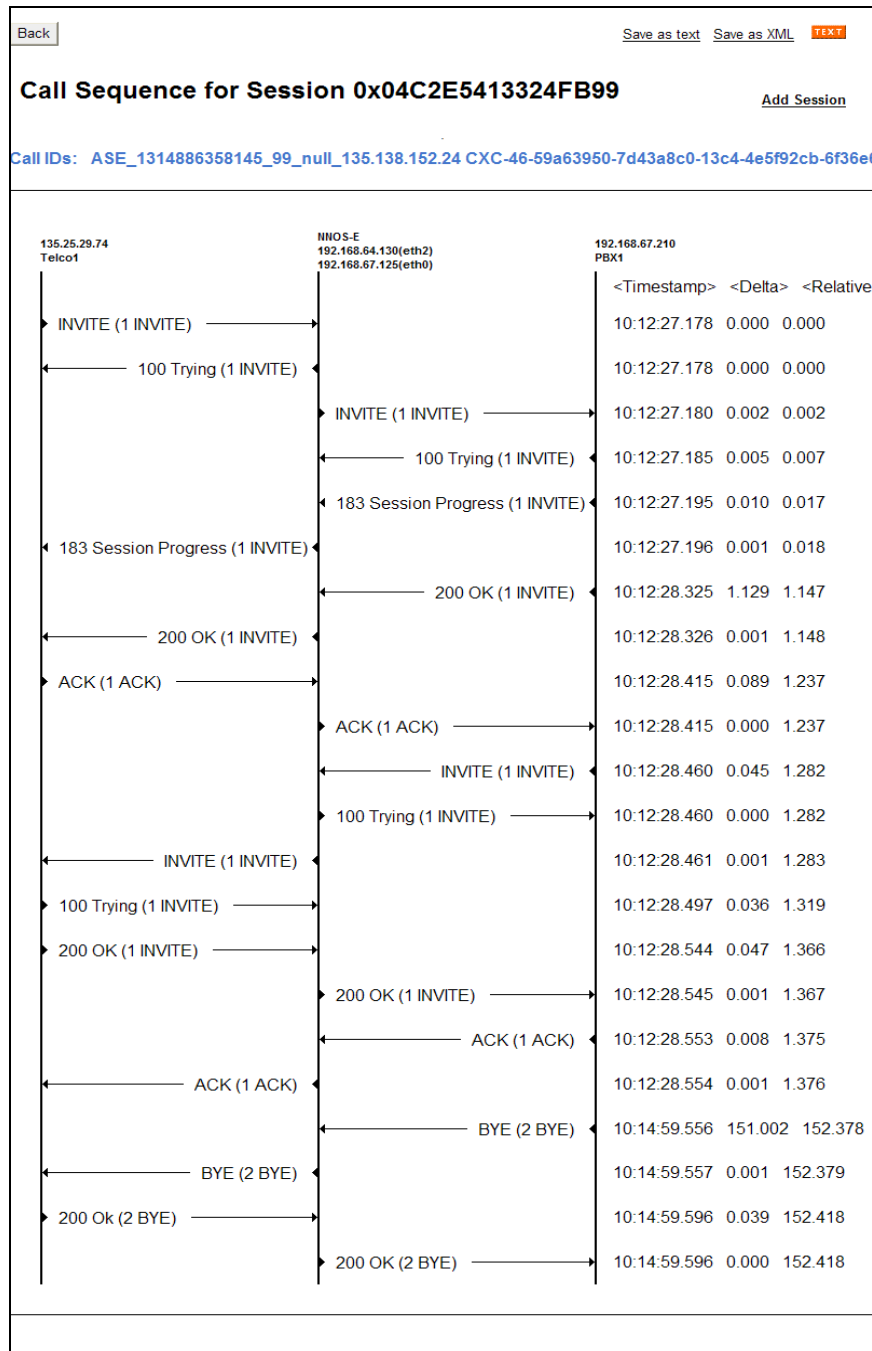 Back Save as text Save as XML TEXT
Call Sequence for Session 0x04C2E5413324FB99
Add Session
Call IDs: ASE_1314886358145_99_null_135.138.152.24 CXC-46-59a63950-7d43a8c0-13c4-4e5f92cb-6f36e6
135.25.29.74
Telco1
NNOS-E
192.168.64.130(eth2)
192.168.67.125(eth0)
192.168.67.210
PBX1
<Timestamp> <Delta> <Relative
INVITE (1 INVITE) 10:12:27.178 0.000 0.000
100 Trying (1 INVITE) 10:12:27.178 0.000 0.000
INVITE (1 INVITE) 10:12:27.180 0.002 0.002
100 Trying (1 INVITE) 10:12:27.185 0.005 0.007
183 Session Progress (1 INVITE) 10:12:27.195 0.010 0.017
183 Session Progress (1 INVITE) 10:12:27.196 0.001 0.018
200 OK (1 INVITE) 10:12:28.325 1.129 1.147
200 OK (1 INVITE) 10:12:28.326 0.001 1.148
ACK (1 ACK) 10:12:28.415 0.089 1.237
ACK (1 ACK) 10:12:28.415 0.000 1.237
INVITE (1 INVITE) 10:12:28.460 0.045 1.282
100 Trying (1 INVITE) 10:12:28.460 0.000 1.282
INVITE (1 INVITE) 10:12:28.461 0.001 1.283
100 Trying (1 INVITE) 10:12:28.497 0.036 1.319
200 OK (1 INVITE) 10:12:28.544 0.047 1.366
200 OK (1 INVITE) 10:12:28.545 0.001 1.367
ACK (1 ACK) 10:12:28.553 0.008 1.375
ACK (1 ACK) 10:12:28.554 0.001 1.376
BYE (2 BYE) 10:14:59.556 151.002 152.378
BYE (2 BYE) 10:14:59.557 0.001 152.379
200 Ok (2 BYE) 10:14:59.596 0.039 152.418
200 OK (2 BYE) 10:14:59.596 0.000 152.418